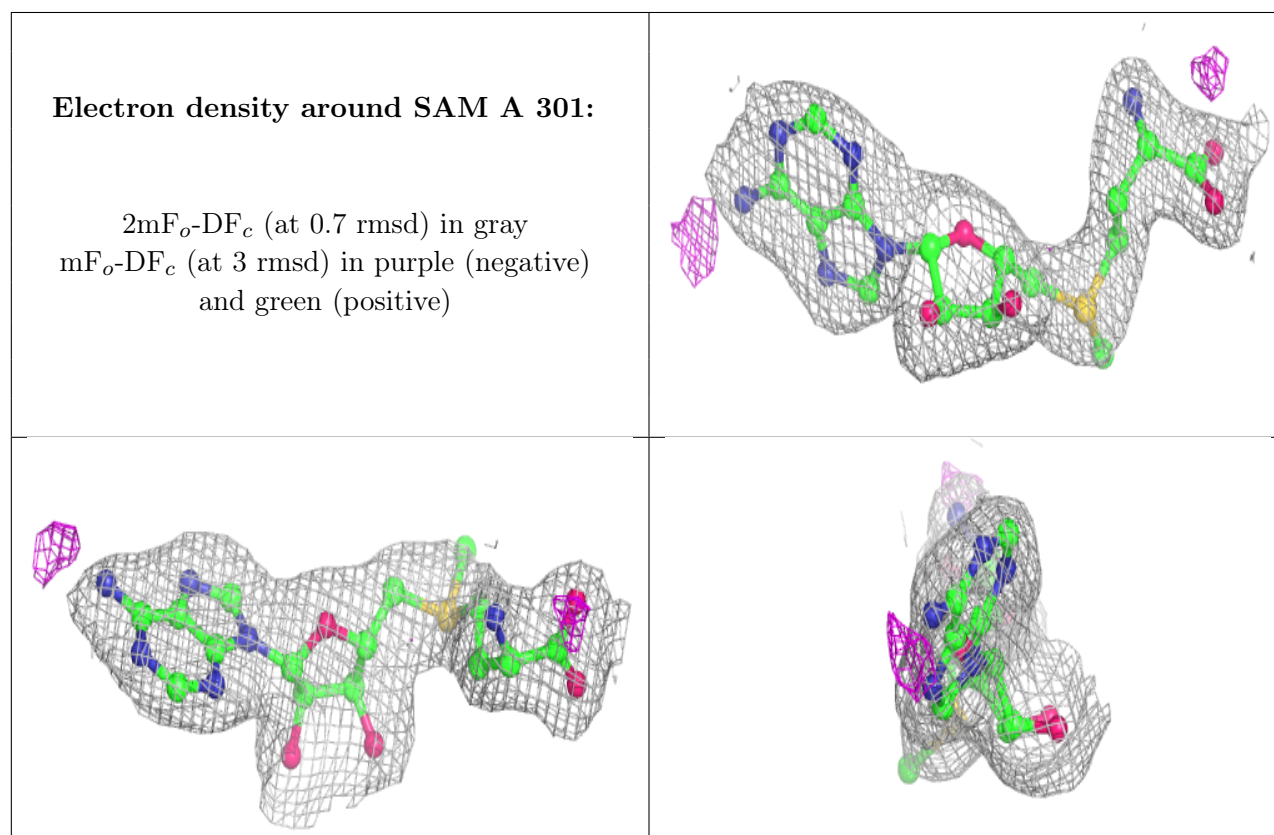 Electron density around SAM A 301:
2mFₒ-DF𝒸 (at 0.7 rmsd) in gray
mFₒ-DF𝒸 (at 3 rmsd) in purple (negative)
and green (positive)